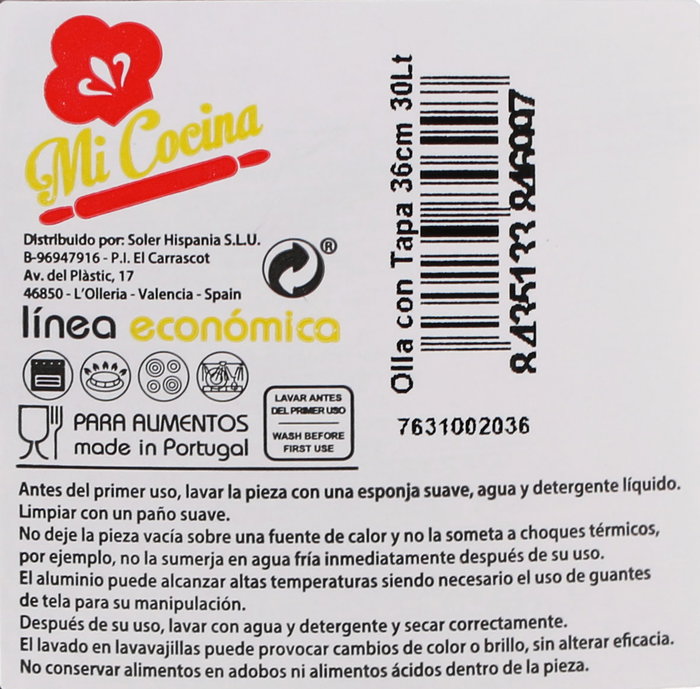 Mi Cocina
Distribuido por: Soler Hispania S.L.U.
B-96947916 - P.I. El Carrascot
Av. del Plàstic, 17
46850 - L'Olleria - Valencia - Spain
®
línea económica
PARA ALIMENTOS
made in Portugal
LAVAR ANTES
DEL PRIMER USO
WASH BEFORE
FIRST USE
Olla con Tapa 36cm 30Lt
8 435133 846997
7631002036
Antes del primer uso, lavar la pieza con una esponja suave, agua y detergente líquido.
Limpiar con un paño suave.
No deje la pieza vacía sobre una fuente de calor y no la someta a choques térmicos,
por ejemplo, no la sumerja en agua fría inmediatamente después de su uso.
El aluminio puede alcanzar altas temperaturas siendo necesario el uso de guantes
de tela para su manipulación.
Después de su uso, lavar con agua y detergente y secar correctamente.
El lavado en lavavajillas puede provocar cambios de color o brillo, sin alterar eficacia.
No conservar alimentos en adobos ni alimentos ácidos dentro de la pieza.